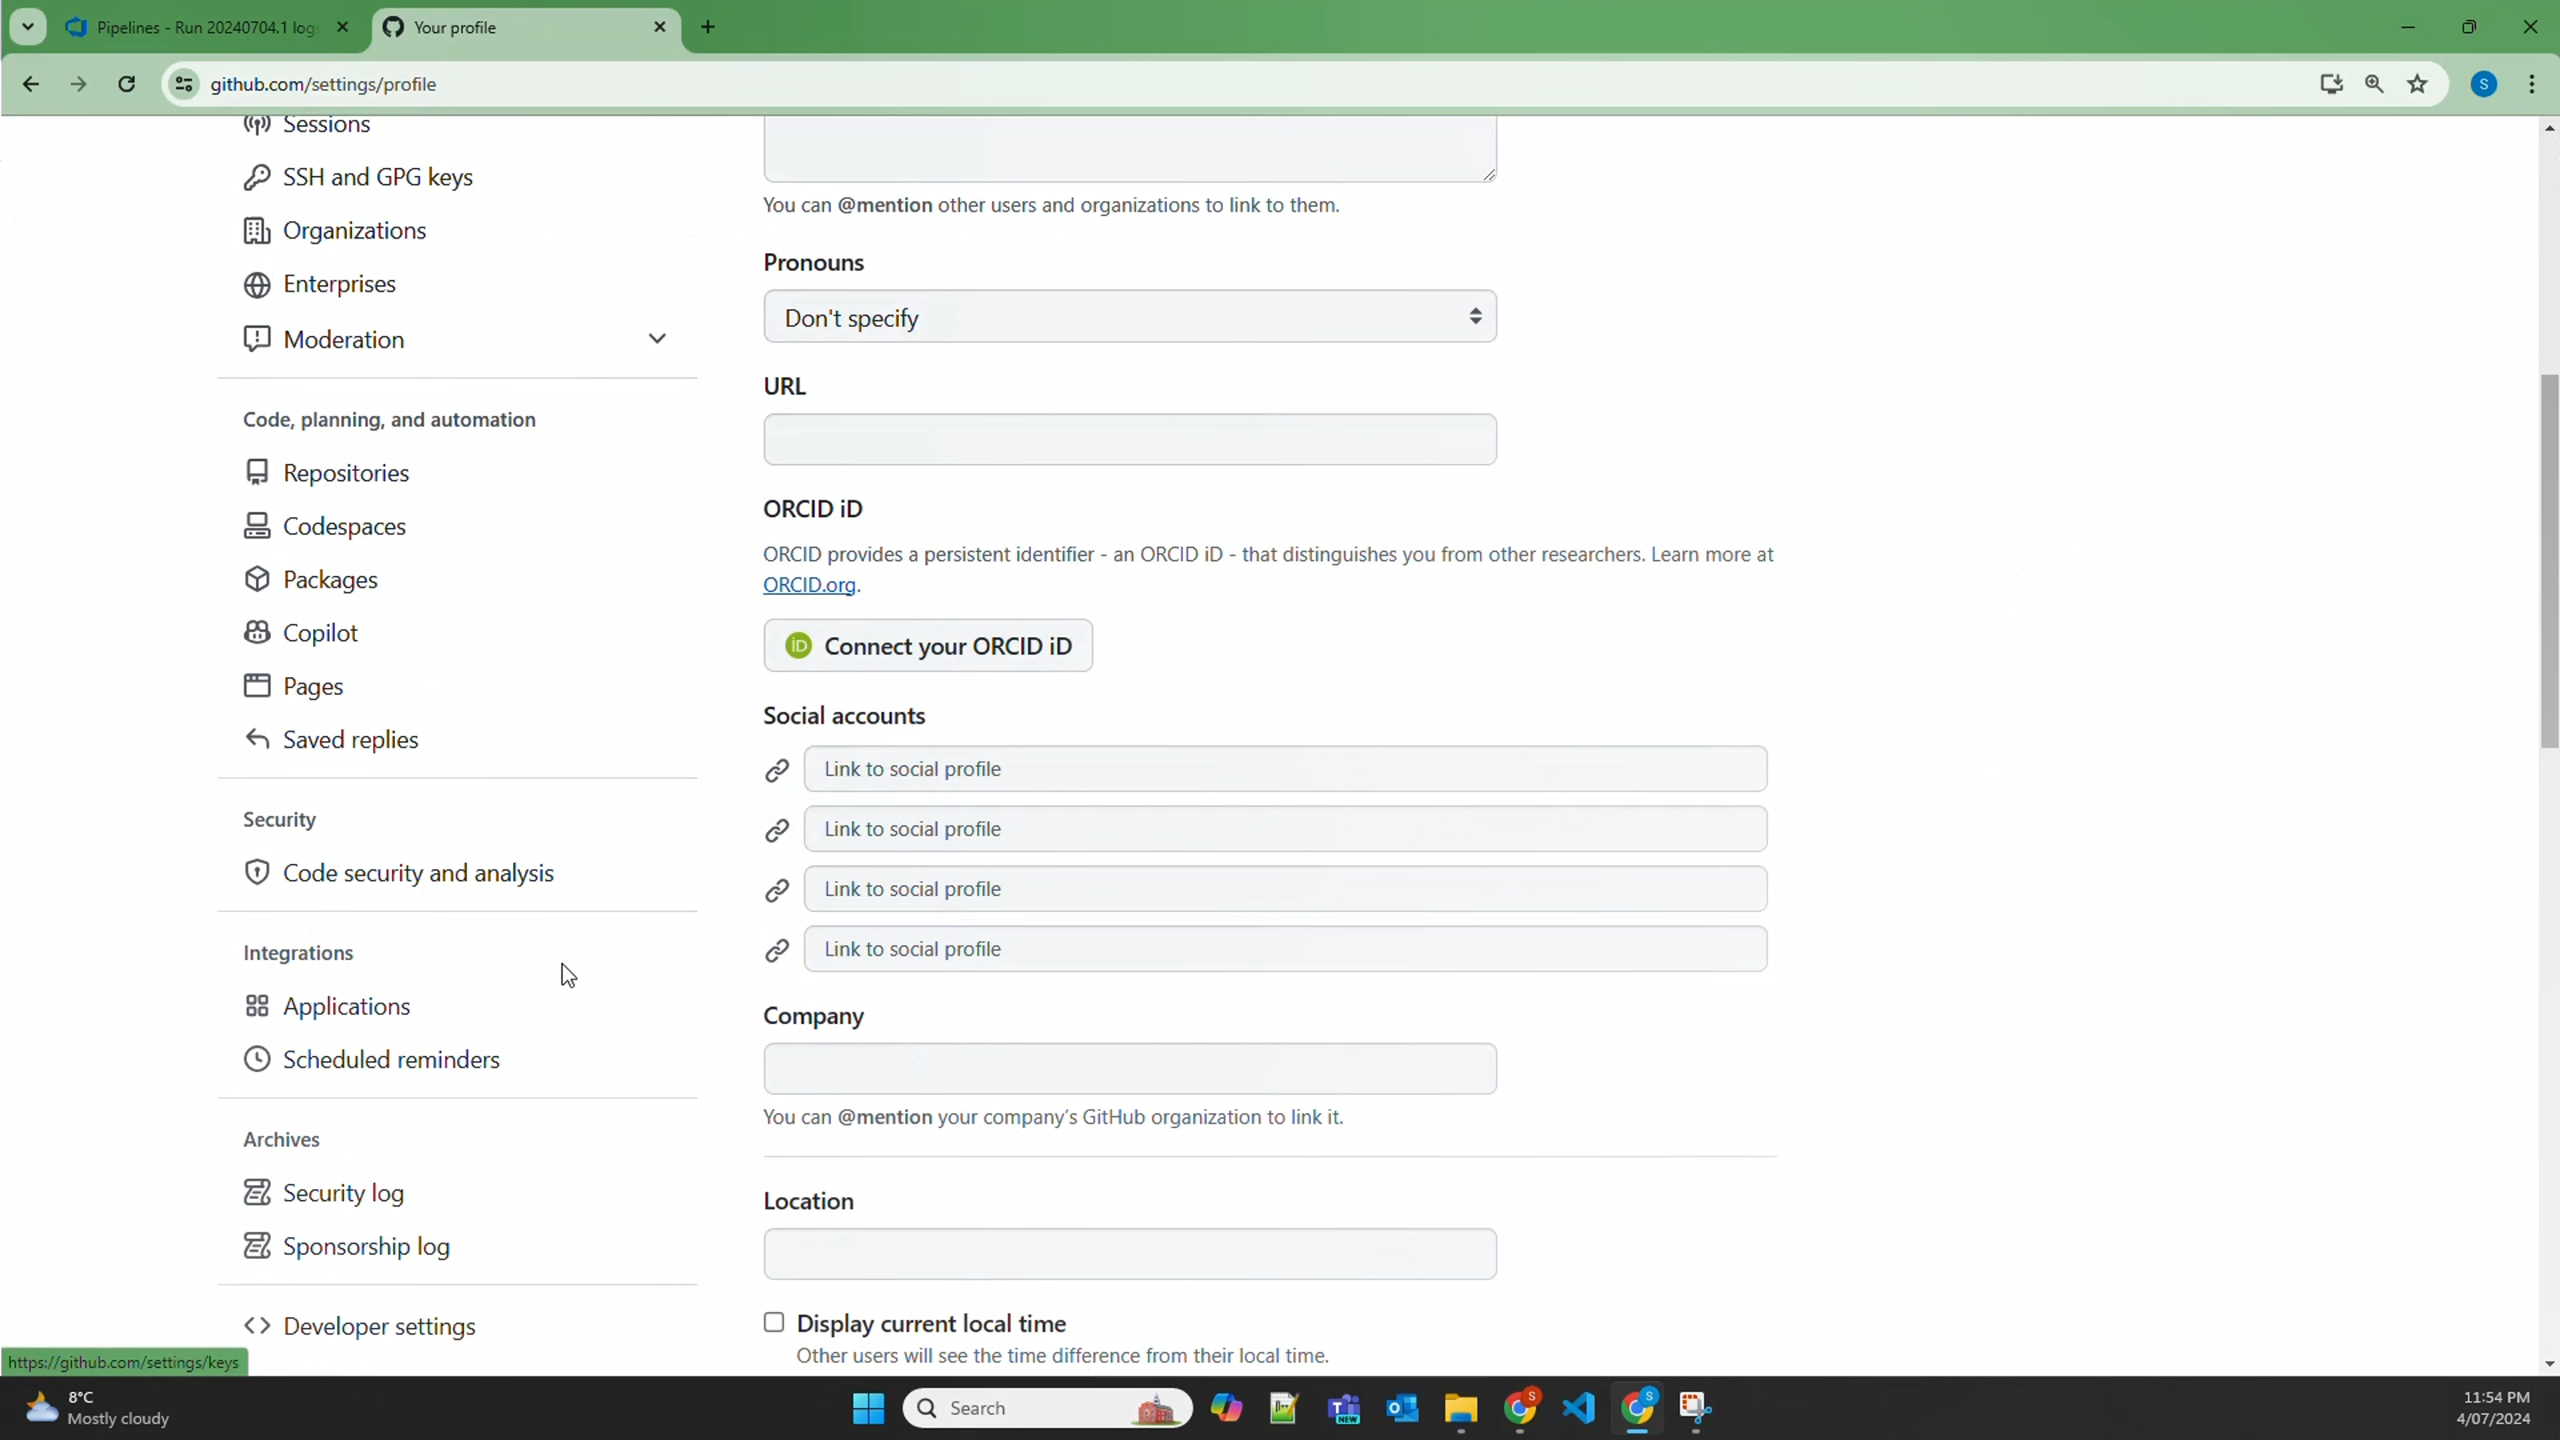 Pipelines - Run 20240704.1 logs
Your profile
github.com/settings/profile
S
Sessions
SSH and GPG keys
Organizations
Enterprises
Moderation
Code, planning, and automation
Repositories
Codespaces
Packages
Copilot
Pages
Saved replies
Security
Code security and analysis
Integrations
Applications
Scheduled reminders
Archives
Security log
Sponsorship log
Developer settings
You can @mention other users and organizations to link to them.
Pronouns
Don't specify
URL
ORCID iD
ORCID provides a persistent identifier - an ORCID iD - that distinguishes you from other researchers. Learn more at
ORCID.org.
iD Connect your ORCID iD
Social accounts
Link to social profile
Link to social profile
Link to social profile
Link to social profile
Company
You can @mention your company's GitHub organization to link it.
Location
Display current local time
Other users will see the time difference from their local time.
https://github.com/settings/keys
8°C
Mostly cloudy
Search
NEW
S
S
11:54 PM
4/07/2024